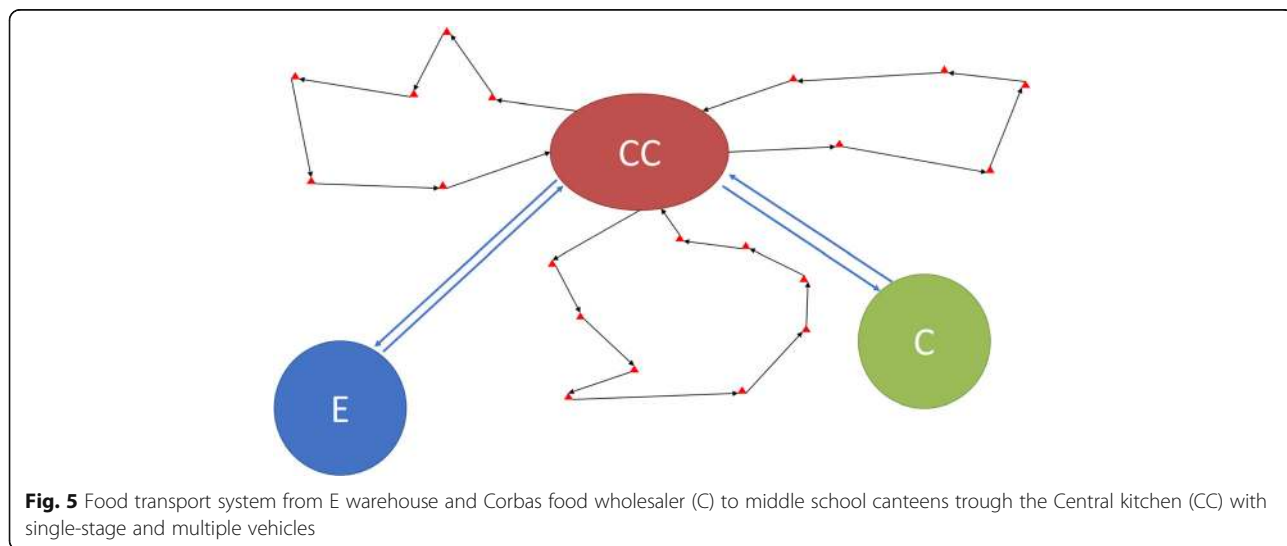 CC
C
E
Fig. 5 Food transport system from E warehouse and Corbas food wholesaler (C) to middle school canteens trough the Central kitchen (CC) with
single-stage and multiple vehicles